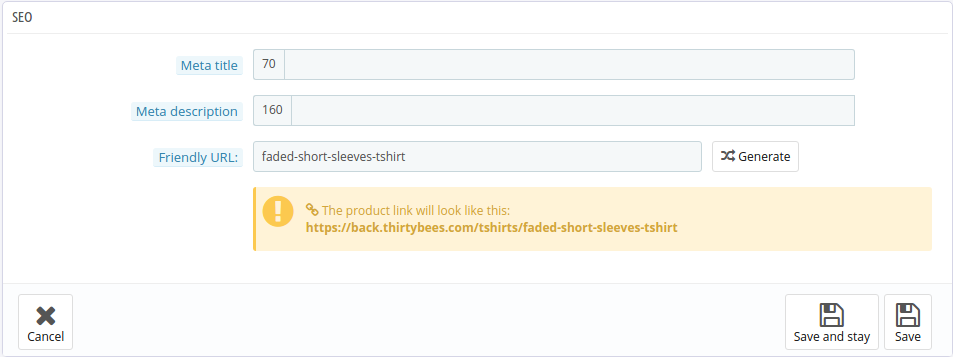 SEO
Meta title 70
Meta description 160
Friendly URL: faded-short-sleeves-tshirt Generate
The product link will look like this:
https://back.thirtybees.com/tshirts/faded-short-sleeves-tshirt
Cancel Save and stay Save